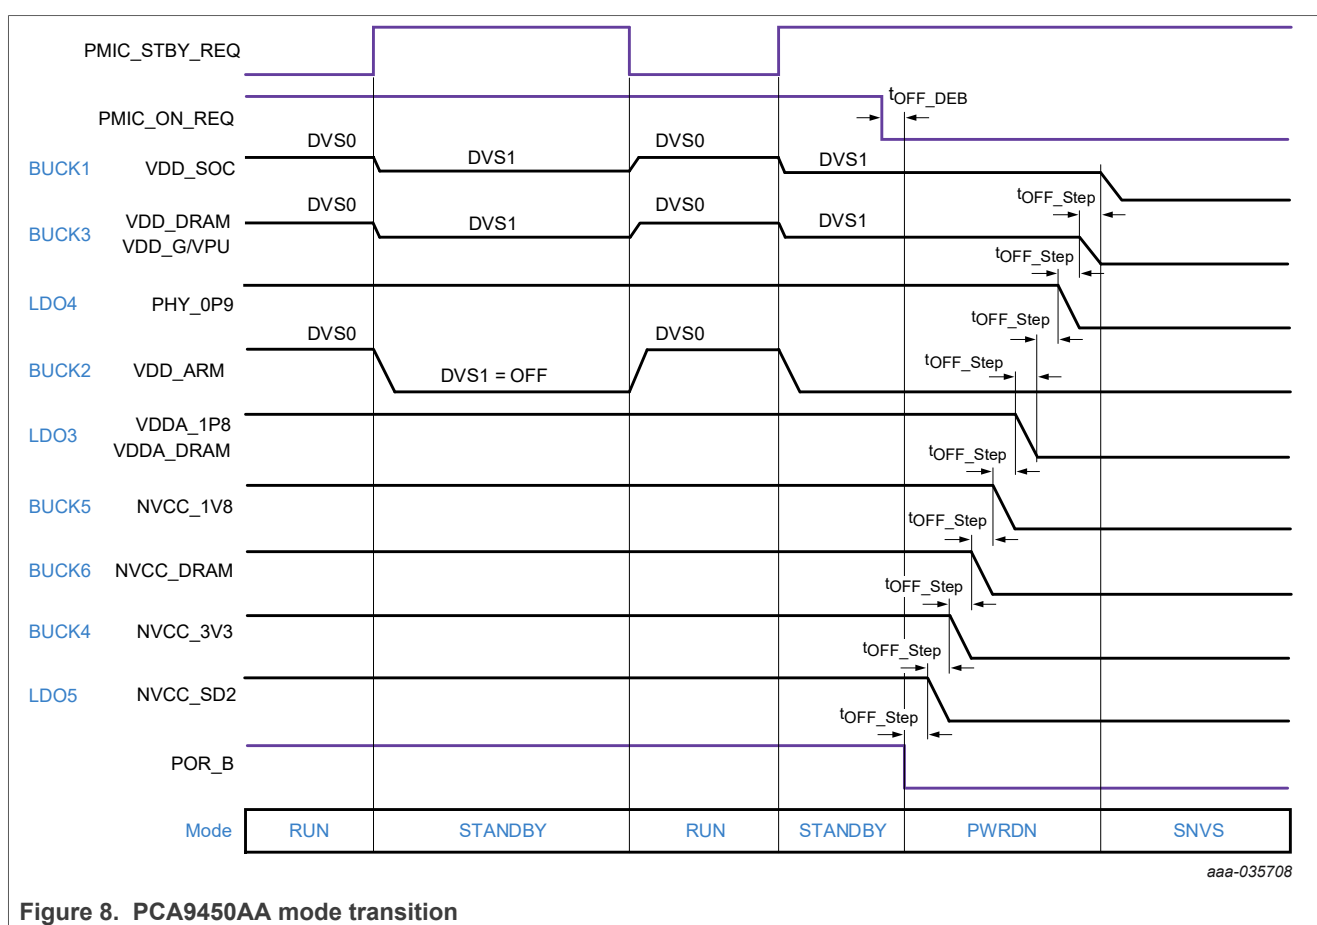 PMIC_STBY_REQ
tOFF_DEB
PMIC_ON_REQ
DVS0 DVS0
BUCK1 VDD_SOC DVS1 DVS1
tOFF_Step
DVS0 DVS0
BUCK3 VDD_DRAM DVS1 DVS1
VDD_G/VPU
tOFF_Step
LDO4 PHY_0P9
tOFF_Step
DVS0 DVS0
tOFF_Step
BUCK2 VDD_ARM DVS1 = OFF
LDO3 VDDA_1P8
VDDA_DRAM
tOFF_Step
BUCK5 NVCC_1V8
tOFF_Step
BUCK6 NVCC_DRAM
tOFF_Step
BUCK4 NVCC_3V3
tOFF_Step
LDO5 NVCC_SD2
tOFF_Step
POR_B
Mode RUN STANDBY RUN STANDBY PWRDN SNVS
aaa-035708
Figure 8. PCA9450AA mode transition